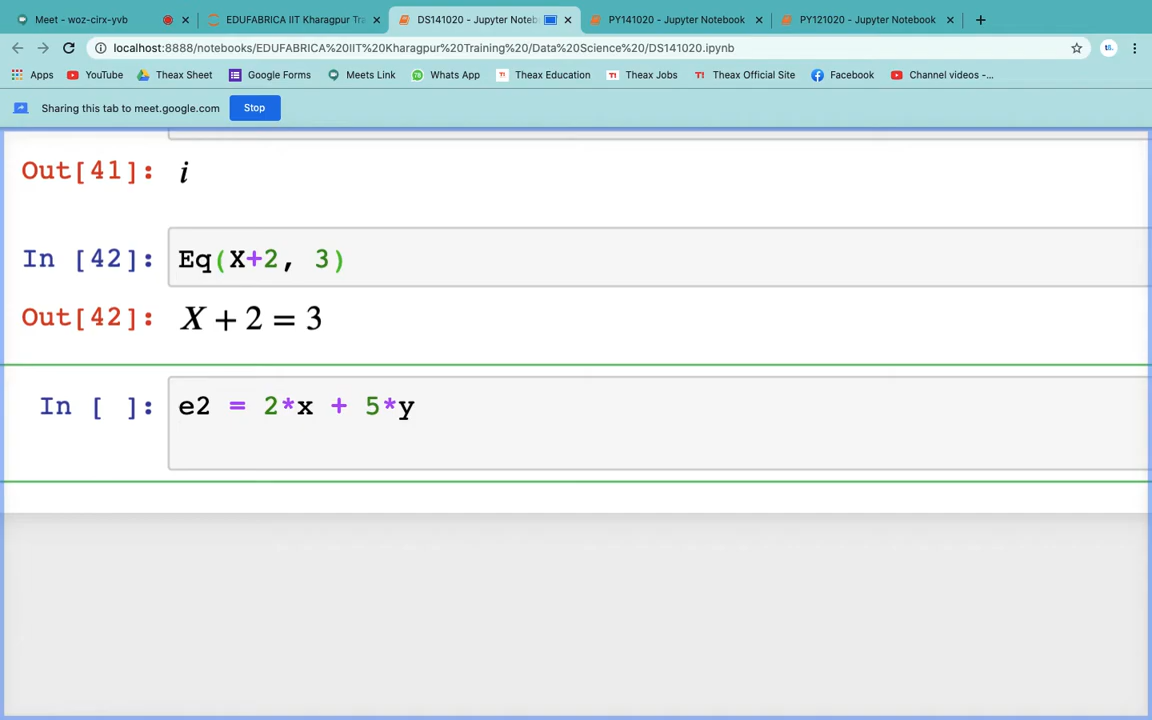 Meet - woz-cirx-yvb
EDUFABRICA IIT Kharagpur Tra
DS141020 - Jupyter Noteb
PY141020 - Jupyter Notebook
PY121020 - Jupyter Notebook
localhost:8888/notebooks/EDUFABRICA%20IIT%20Kharagpur%20Training%20/Data%20Science%20/DS141020.ipynb
Apps YouTube Theax Sheet Google Forms Meets Link Whats App Theax Education Theax Jobs Theax Official Site Facebook Channel videos -...
Sharing this tab to meet.google.com Stop
Out[41]: i
In [42]: Eq(X+2, 3)
Out[42]: X + 2 = 3
In [ ]: e2 = 2*x + 5*y